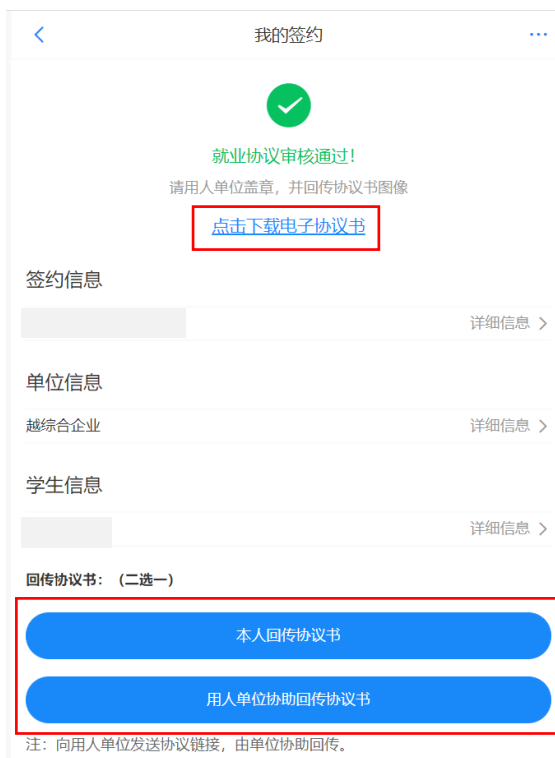 我的签约
就业协议审核通过！
请用人单位盖章，并回传协议书图像
点击下载电子协议书
签约信息
详细信息
单位信息
越综合企业 详细信息
学生信息
详细信息
回传协议书：（二选一）
本人回传协议书
用人单位协助回传协议书
注：向用人单位发送协议链接，由单位协助回传。